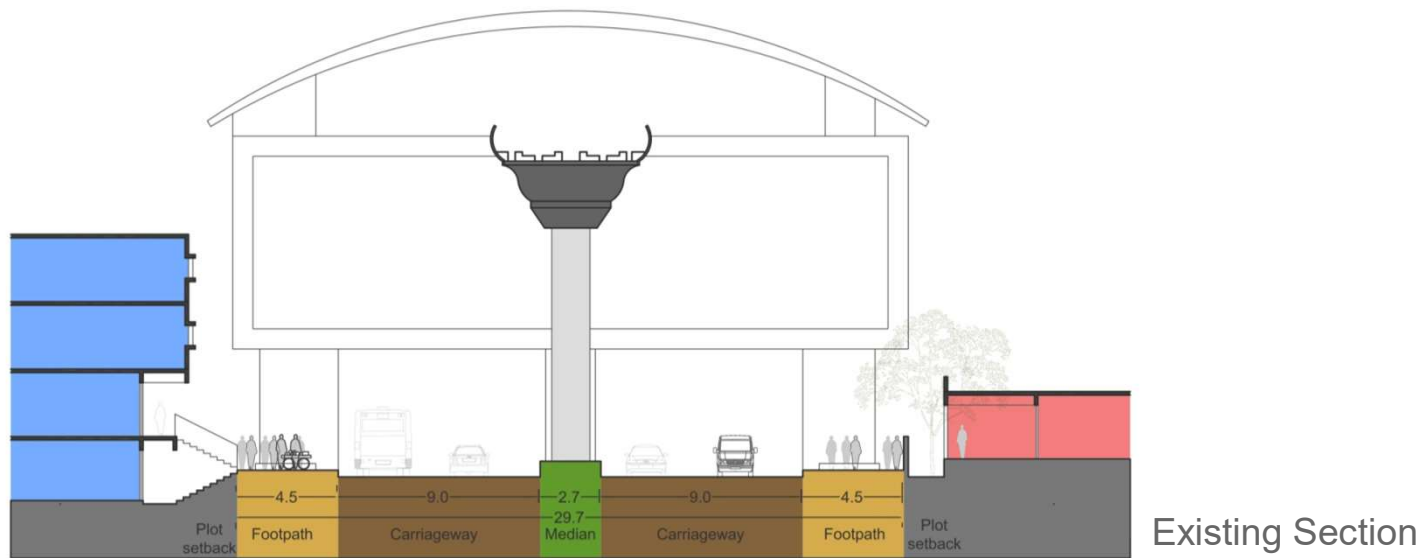 4.5
9.0
2.7
9.0
4.5
29.7
Plot
setback
Footpath
Carriageway
Median
Carriageway
Footpath
Plot
setback
Existing Section